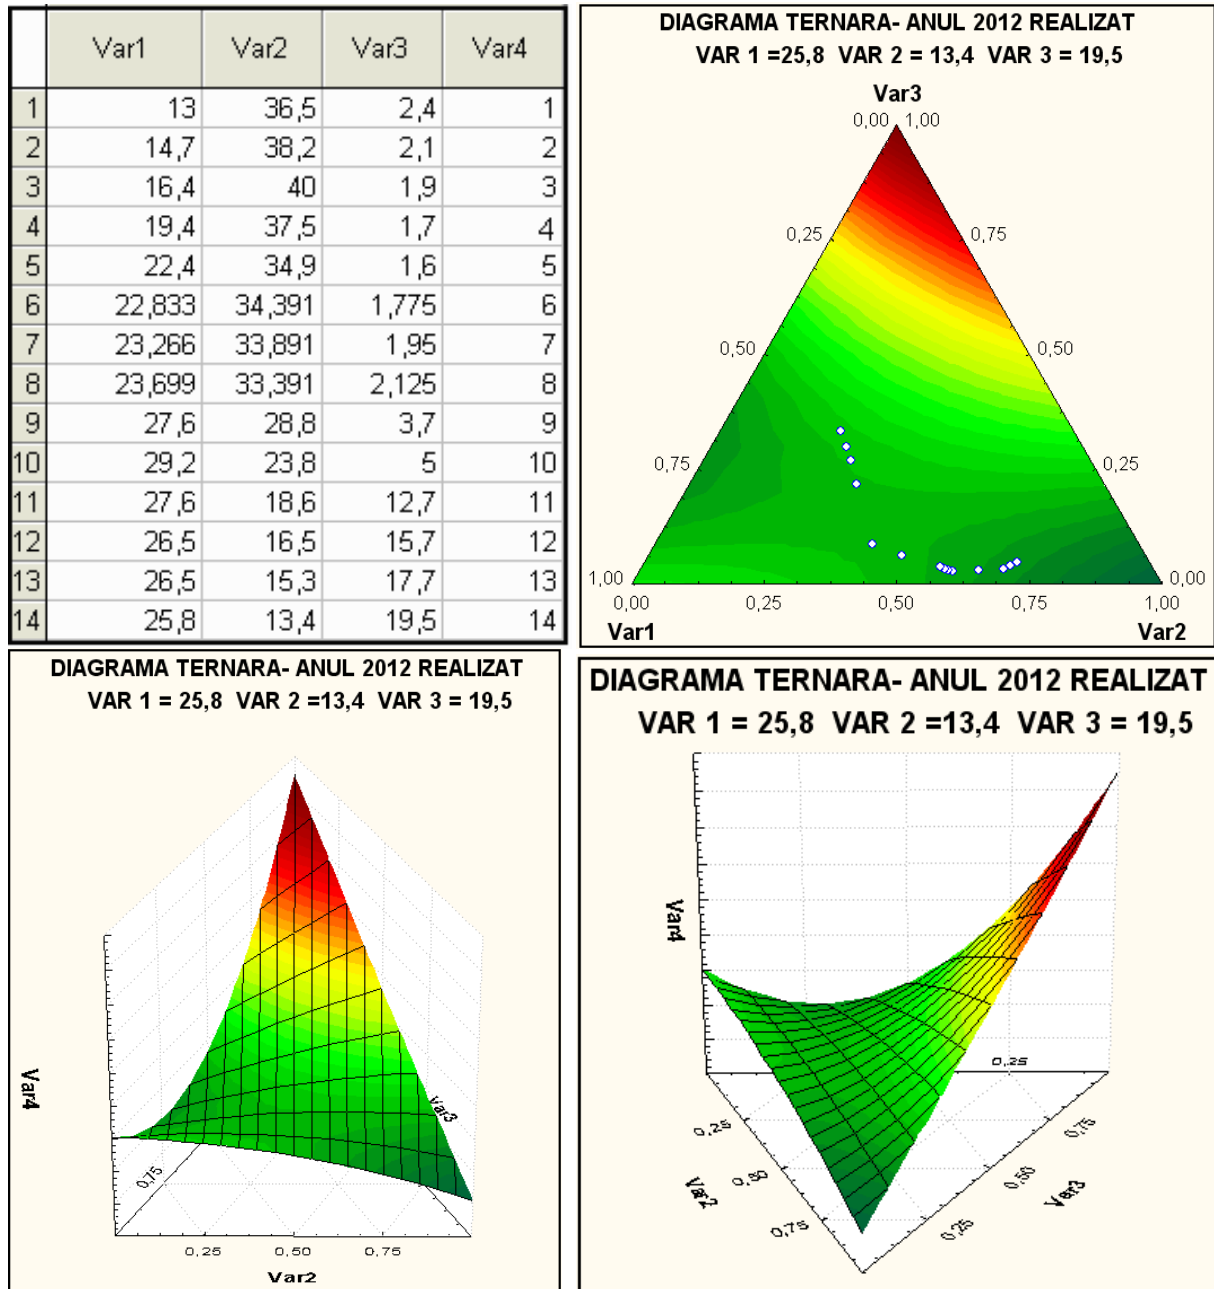 Var1 Var2 Var3 Var4
1 13 36,5 2,4 1
2 14,7 38,2 2,1 2
3 16,4 40 1,9 3
4 19,4 37,5 1,7 4
5 22,4 34,9 1,6 5
6 22,833 34,391 1,775 6
7 23,266 33,891 1,95 7
8 23,699 33,391 2,125 8
9 27,6 28,8 3,7 9
10 29,2 23,8 5 10
11 27,6 18,6 12,7 11
12 26,5 16,5 15,7 12
13 26,5 15,3 17,7 13
14 25,8 13,4 19,5 14
DIAGRAMA TERNARA- ANUL 2012 REALIZAT
VAR 1 =25,8 VAR 2 = 13,4 VAR 3 = 19,5
Var3
0,00 1,00
0,25 0,75
0,50 0,50
0,75 0,25
1,00 0,00
0,00 0,25 0,50 0,75 1,00
Var1 Var2
DIAGRAMA TERNARA- ANUL 2012 REALIZAT
VAR 1 = 25,8 VAR 2 =13,4 VAR 3 = 19,5
Var4
Var3
0,75
0,25 0,50 0,75
Var2
DIAGRAMA TERNARA- ANUL 2012 REALIZAT
VAR 1 = 25,8 VAR 2 =13,4 VAR 3 = 19,5
Var4
0,25
0,25 0,50 0,75
Var2
0,25 0,50 0,75
Var3